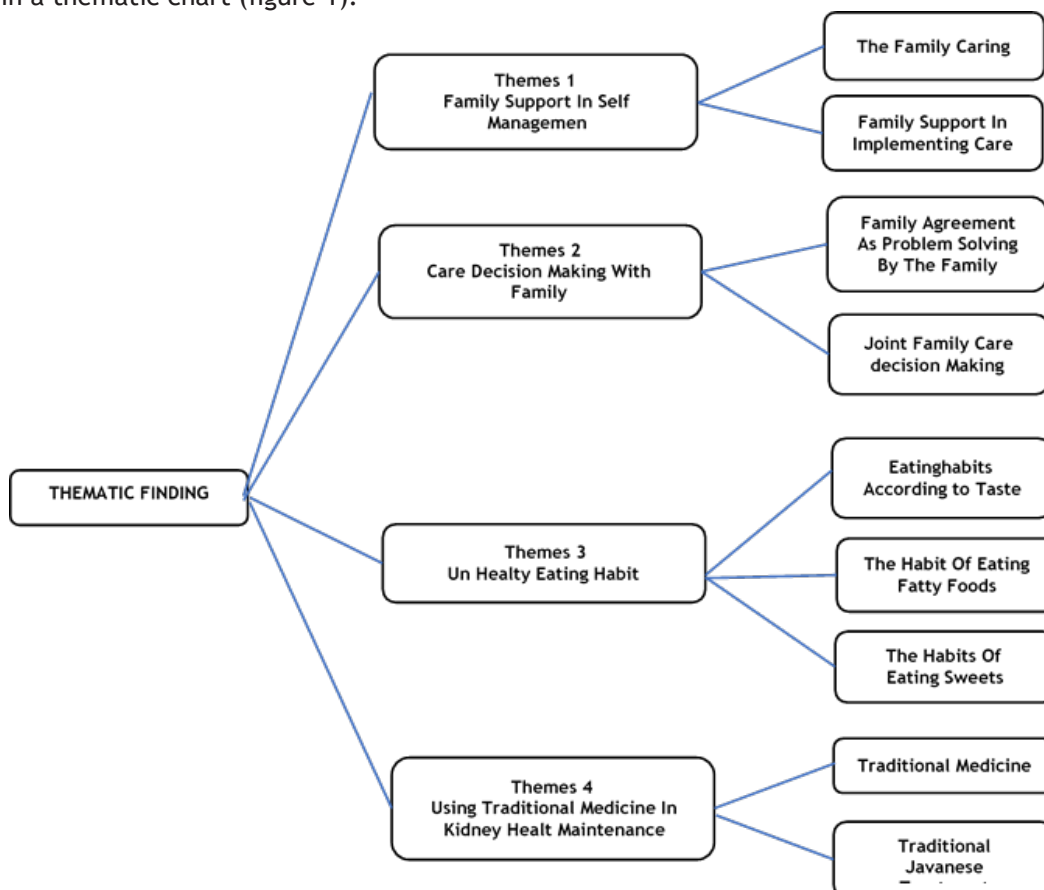 in a thematic chart (figure 1).
The Family Caring
Themes 1
Family Support In Self
Managemen
Family Support In
Implementing Care
Themes 2
Care Decision Making With
Family
Family Agreement
As Problem Solving
By The Family
Joint Family Care
decision Making
THEMATIC FINDING
Themes 3
Un Healty Eating Habit
Eatinghabits
According to Taste
The Habit Of Eating
Fatty Foods
The Habits Of
Eating Sweets
Themes 4
Using Traditional Medicine In
Kidney Healt Maintenance
Traditional Medicine
Traditional
Javanese